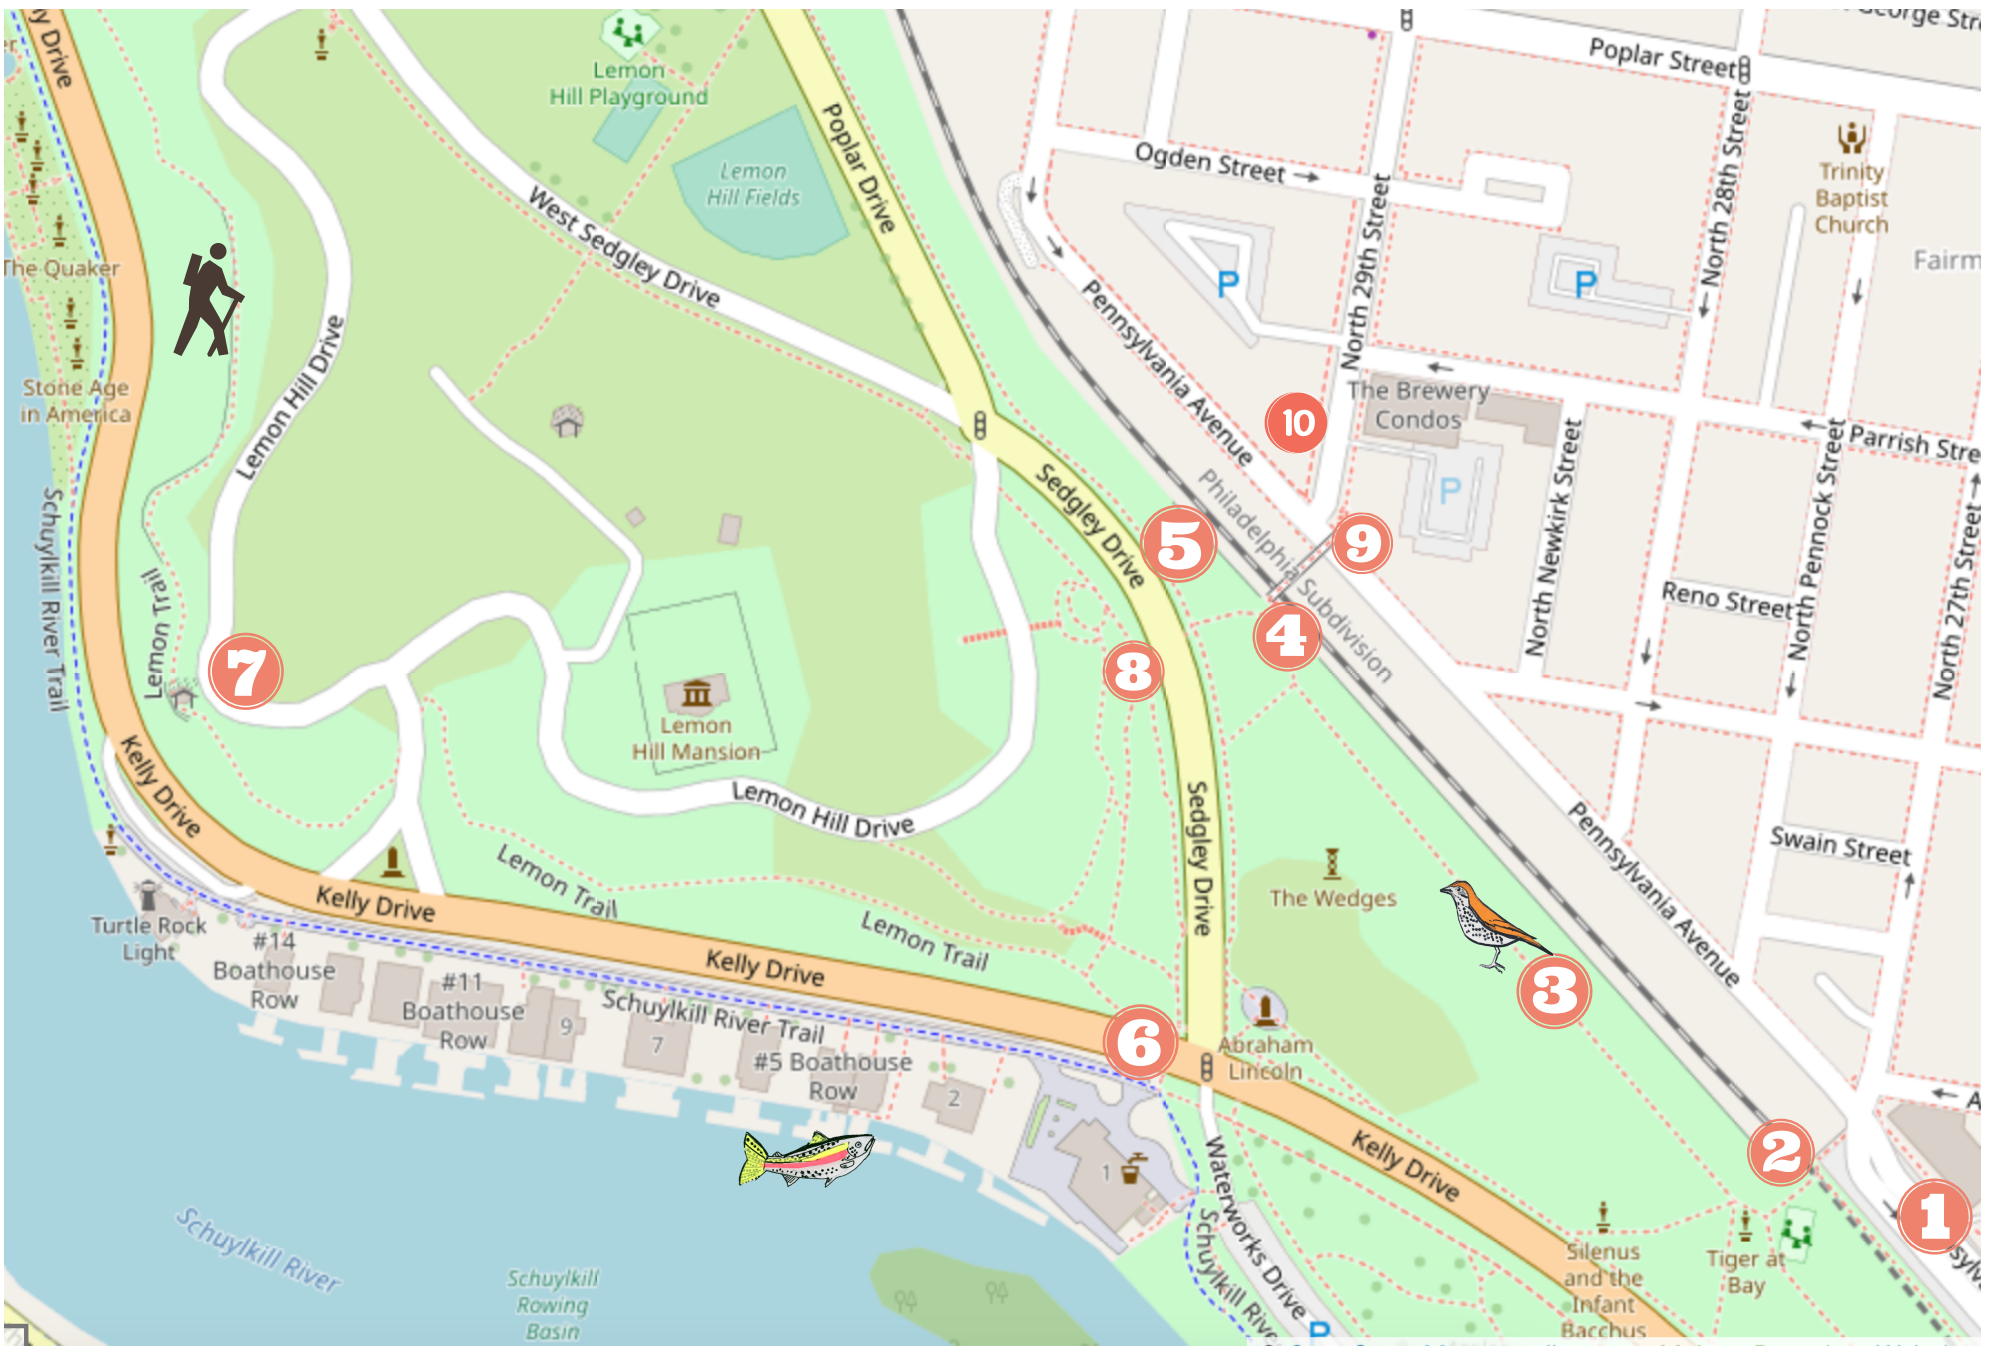 Poplar Street
Lemon
Hill Playground
Poplar Drive
Ogden Street
Trinity
Baptist
Church
Lemon
Hill Fields
North 28th Street
West Sedgley Drive
North 29th Street
The Quaker
P
P
Pennsylvania Avenue
Lemon Hill Drive
Stone Age
in America
10
The Brewery
Condos
Parrish Stre
Sedgley Drive
P
Philadelphia Subdivision
5
9
North Newkirk Street
North Pennock Street
North 27th Street
Schuylkill River Trail
Lemon Trail
Reno Street
4
7
8
Lemon
Hill Mansion
Kelly Drive
Lemon Hill Drive
Sedgley Drive
Pennsylvania Avenue
Swain Street
Lemon Trail
The Wedges
Kelly Drive
Turtle Rock
Light
#14
Boathouse
Row
Lemon Trail
Kelly Drive
#11
Boathouse
Row
3
Schuylkill River Trail
9
7
6
Abraham
Lincoln
#5 Boathouse
Row
2
1
2
Kelly Drive
Waterworks Drive
1
Schuylkill River
Schuylkill River
Schuylkill
Rowing
Basin
Silenus
and the
Infant
Bacchus
Tiger at
Bay
P